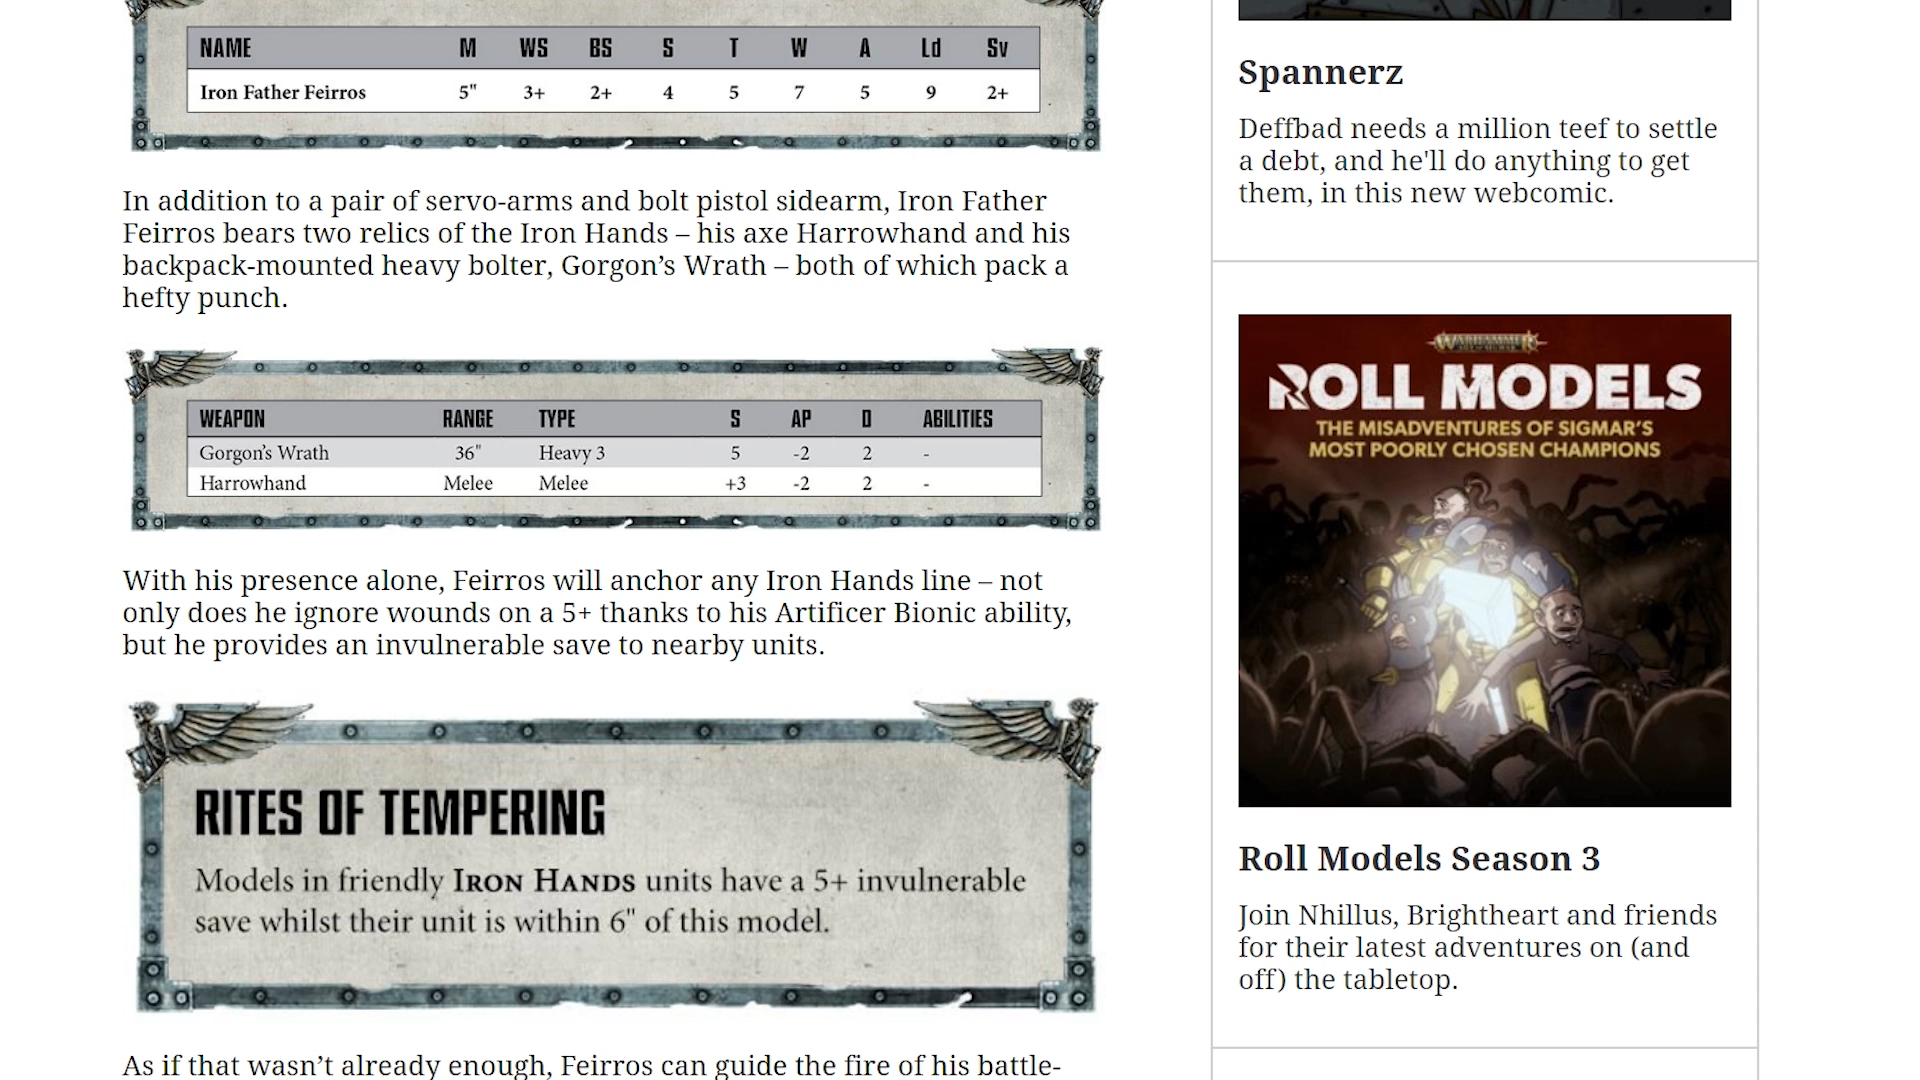 NAME M WS BS S T W A Ld Sv
Iron Father Feirros 5" 3+ 2+ 4 5 7 5 9 2+
In addition to a pair of servo-arms and bolt pistol sidearm, Iron Father
Feirros bears two relics of the Iron Hands – his axe Harrowhand and his
backpack-mounted heavy bolter, Gorgon’s Wrath – both of which pack a
hefty punch.
WEAPON RANGE TYPE S AP D ABILITIES
Gorgon’s Wrath 36" Heavy 3 5 -2 2 -
Harrowhand Melee Melee +3 -2 2 -
With his presence alone, Feirros will anchor any Iron Hands line – not
only does he ignore wounds on a 5+ thanks to his Artificer Bionic ability,
but he provides an invulnerable save to nearby units.
RITES OF TEMPERING
Models in friendly IRON HANDS units have a 5+ invulnerable
save whilst their unit is within 6" of this model.
As if that wasn’t already enough, Feirros can guide the fire of his battle-
Spannerz
Deffbad needs a million teef to settle
a debt, and he'll do anything to get
them, in this new webcomic.
WARHAMMER
ROLL MODELS
THE MISADVENTURES OF SIGMAR’S
MOST POORLY CHOSEN CHAMPIONS
Roll Models Season 3
Join Nhillus, Brightheart and friends
for their latest adventures on (and
off) the tabletop.